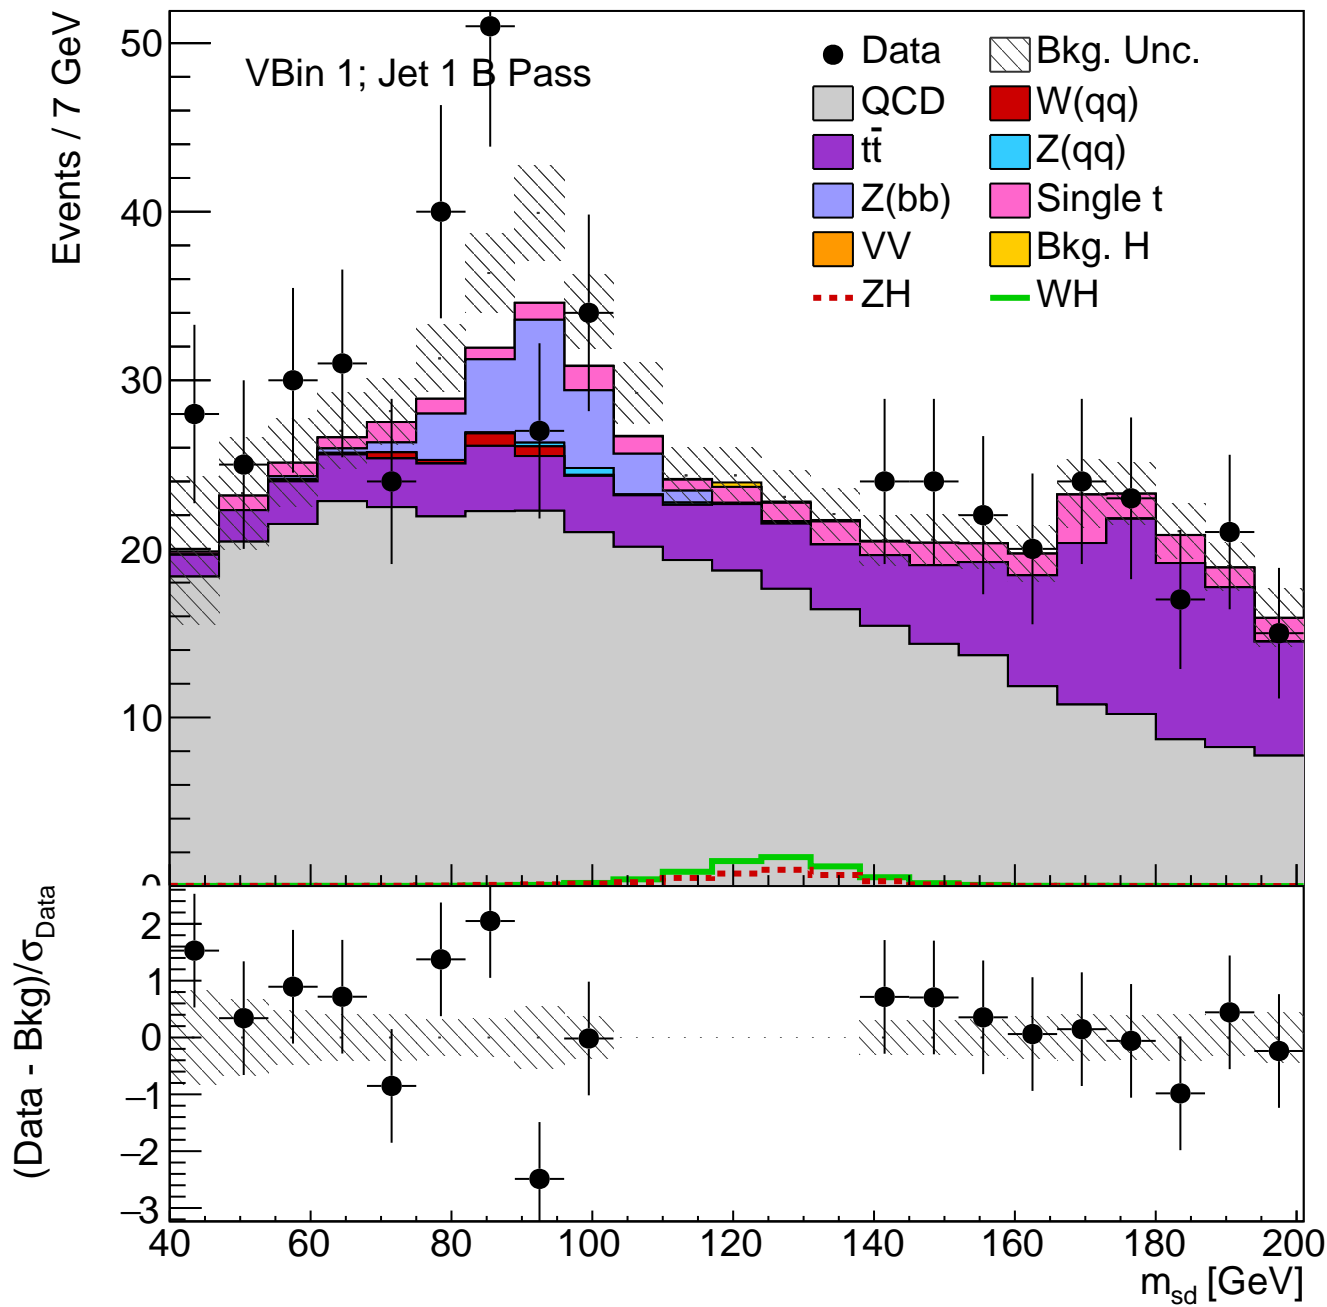 Events / 7 GeV
50
40
30
20
10
0
VBin 1; Jet 1 B Pass
Data
Bkg. Unc.
QCD
W(qq)
tt̄
Z(qq)
Z(bb)
Single t
VV
Bkg. H
ZH
WH
(Data - Bkg)/σData
2
1
0
−1
−2
−3
40 60 80 100 120 140 160 180 200
msd [GeV]